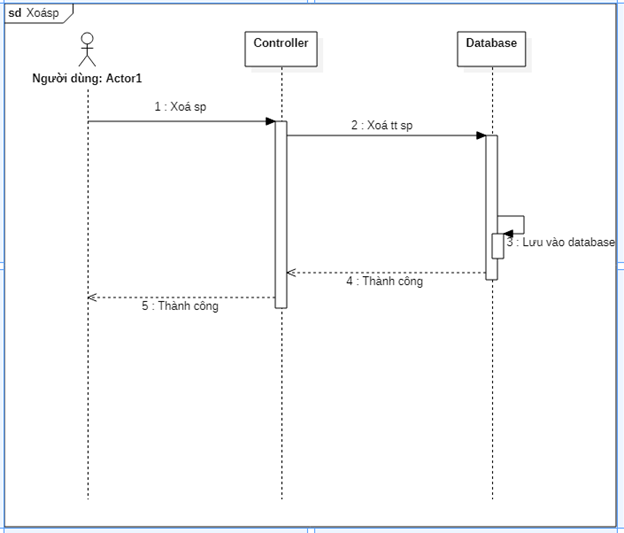 sd Xoásp
Người dùng: Actor1
Controller
Database
1 : Xoá sp
2 : Xoá tt sp
3 : Lưu vào database
4 : Thành công
5 : Thành công